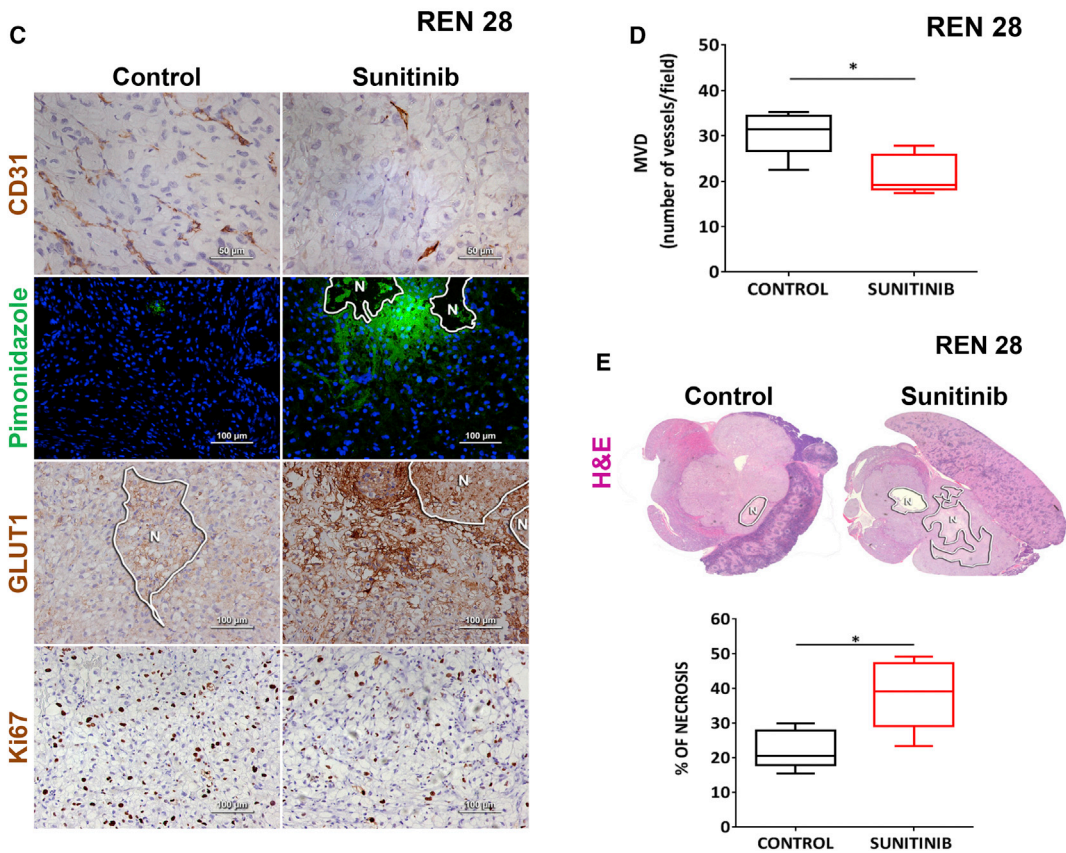 C
REN 28
Control
Sunitinib
CD31
50 µm
50 µm
Pimonidazole
N
N
100 µm
100 µm
GLUT1
N
N
N
100 µm
100 µm
Ki67
100 µm
100 µm
D
REN 28
MVD
(number of vessels/field)
50
40
30
20
10
0
*
CONTROL
SUNITINIB
E
REN 28
Control
Sunitinib
H&E
N
N
N
% OF NECROSIS
60
50
40
30
20
10
0
*
CONTROL
SUNITINIB